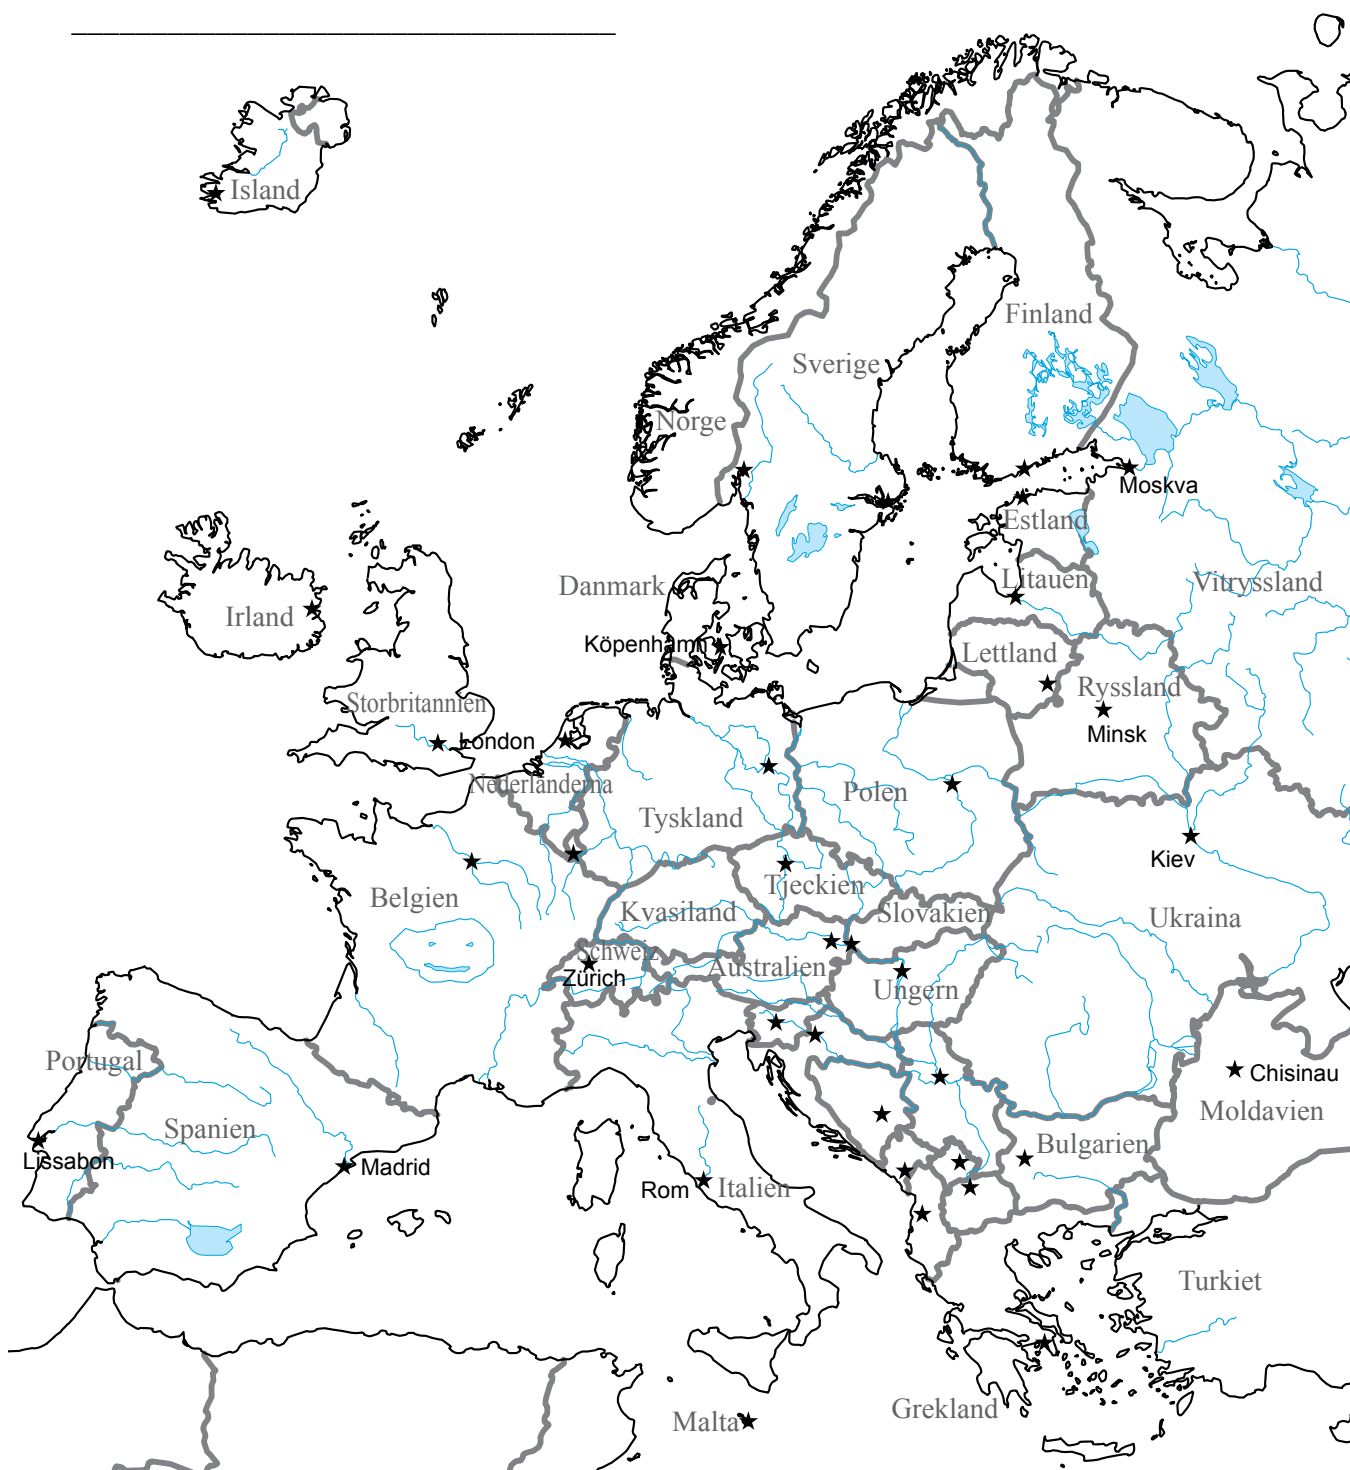 Island
Finland
Sverige
Norge
Moskva
Estland
Danmark
Litauen
Vitryssland
Irland
Köpenhamn
Lettland
Ryssland
Storbritannien
London
Minsk
Nederländerna
Polen
Tyskland
Kiev
Belgien
Tjeckien
Kvasiland
Slovakien
Ukraina
Schweiz
Zürich
Australien
Ungern
Portugal
Chisinau
Moldavien
Spanien
Bulgarien
Lissabon
Madrid
Rom
Italien
Turkiet
Grekland
Malta